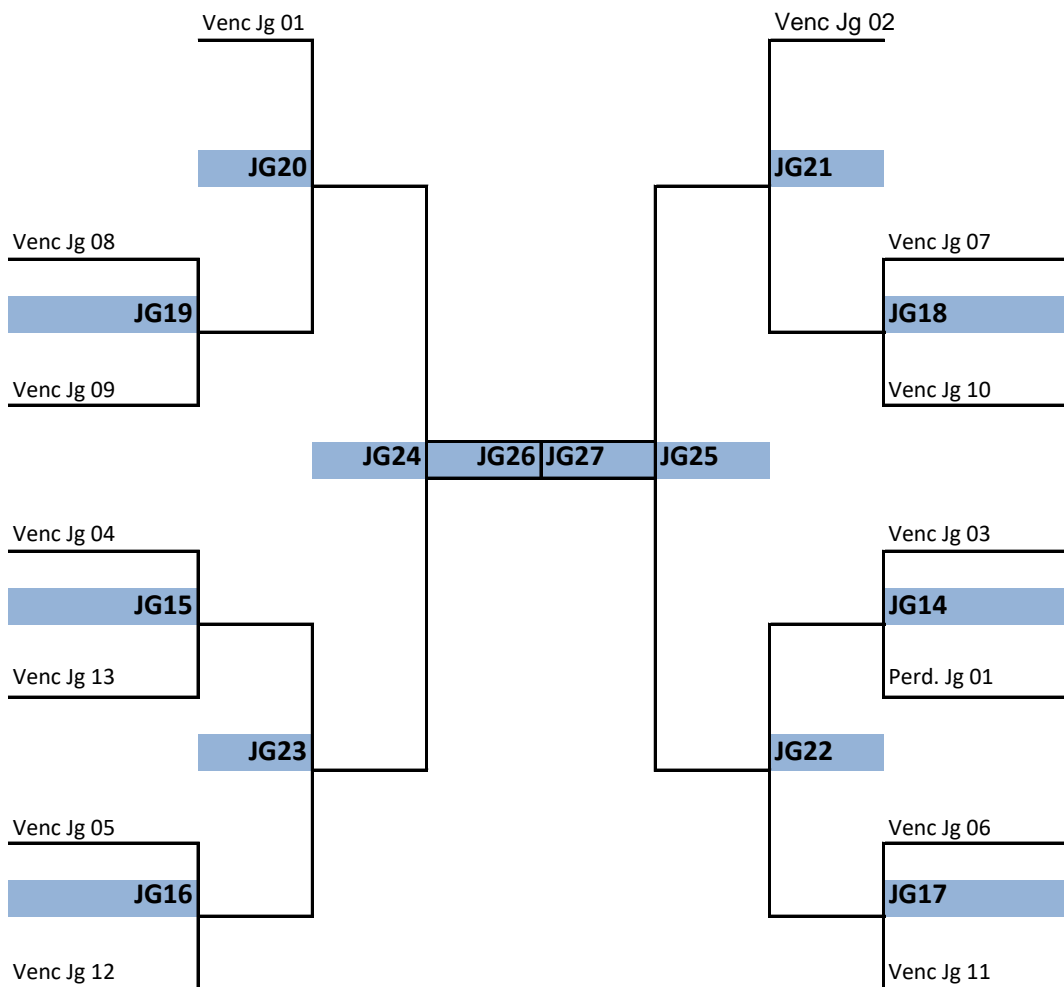 Venc Jg 01
Venc Jg 02
JG20
JG21
Venc Jg 08
Venc Jg 07
JG19
JG18
Venc Jg 09
Venc Jg 10
JG24
JG26
JG27
JG25
Venc Jg 04
Venc Jg 03
JG15
JG14
Venc Jg 13
Perd. Jg 01
JG23
JG22
Venc Jg 05
Venc Jg 06
JG16
JG17
Venc Jg 12
Venc Jg 11